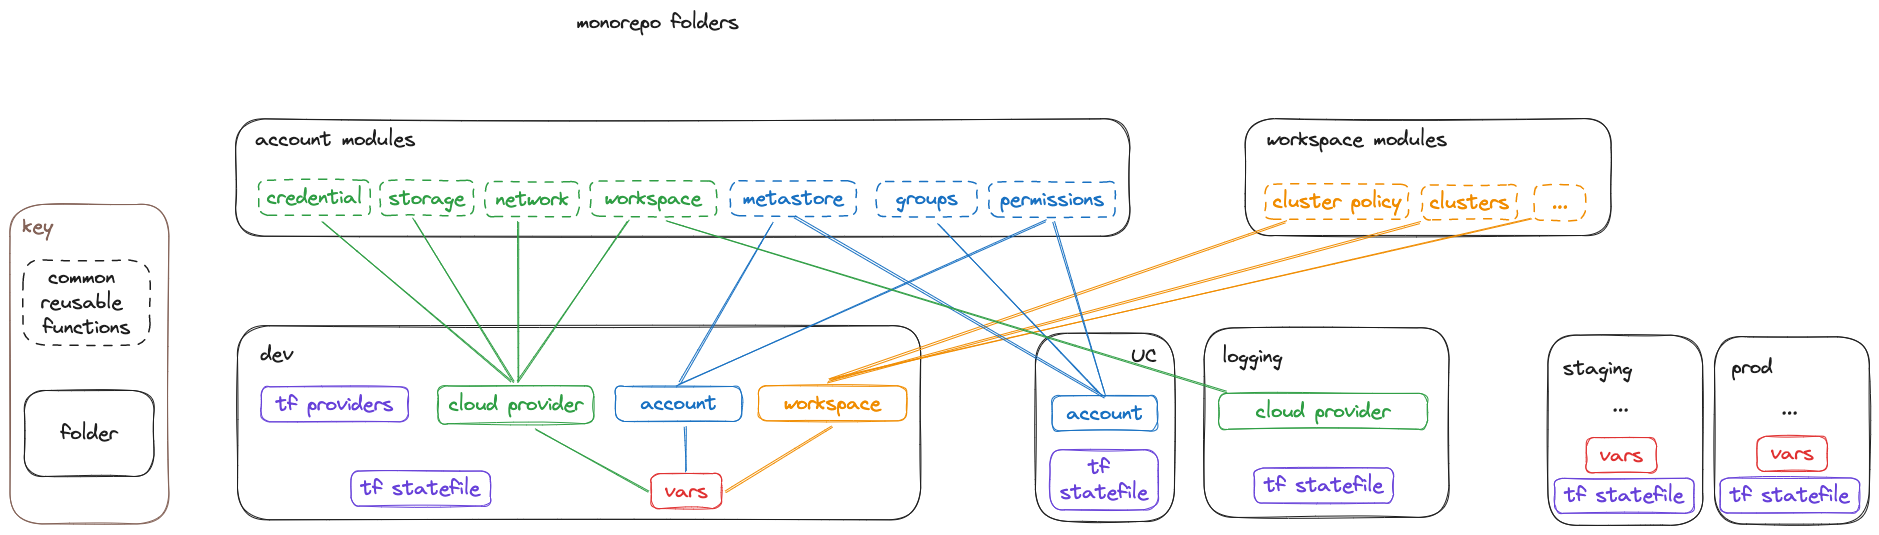 monorepo folders
account modules
credential
storage
network
workspace
metastore
groups
permissions
workspace modules
cluster policy
clusters
...
key
common
reusable
functions
folder
dev
tf providers
cloud provider
account
workspace
tf statefile
vars
UC
account
tf
statefile
logging
cloud provider
tf statefile
staging
...
vars
tf statefile
prod
...
vars
tf statefile